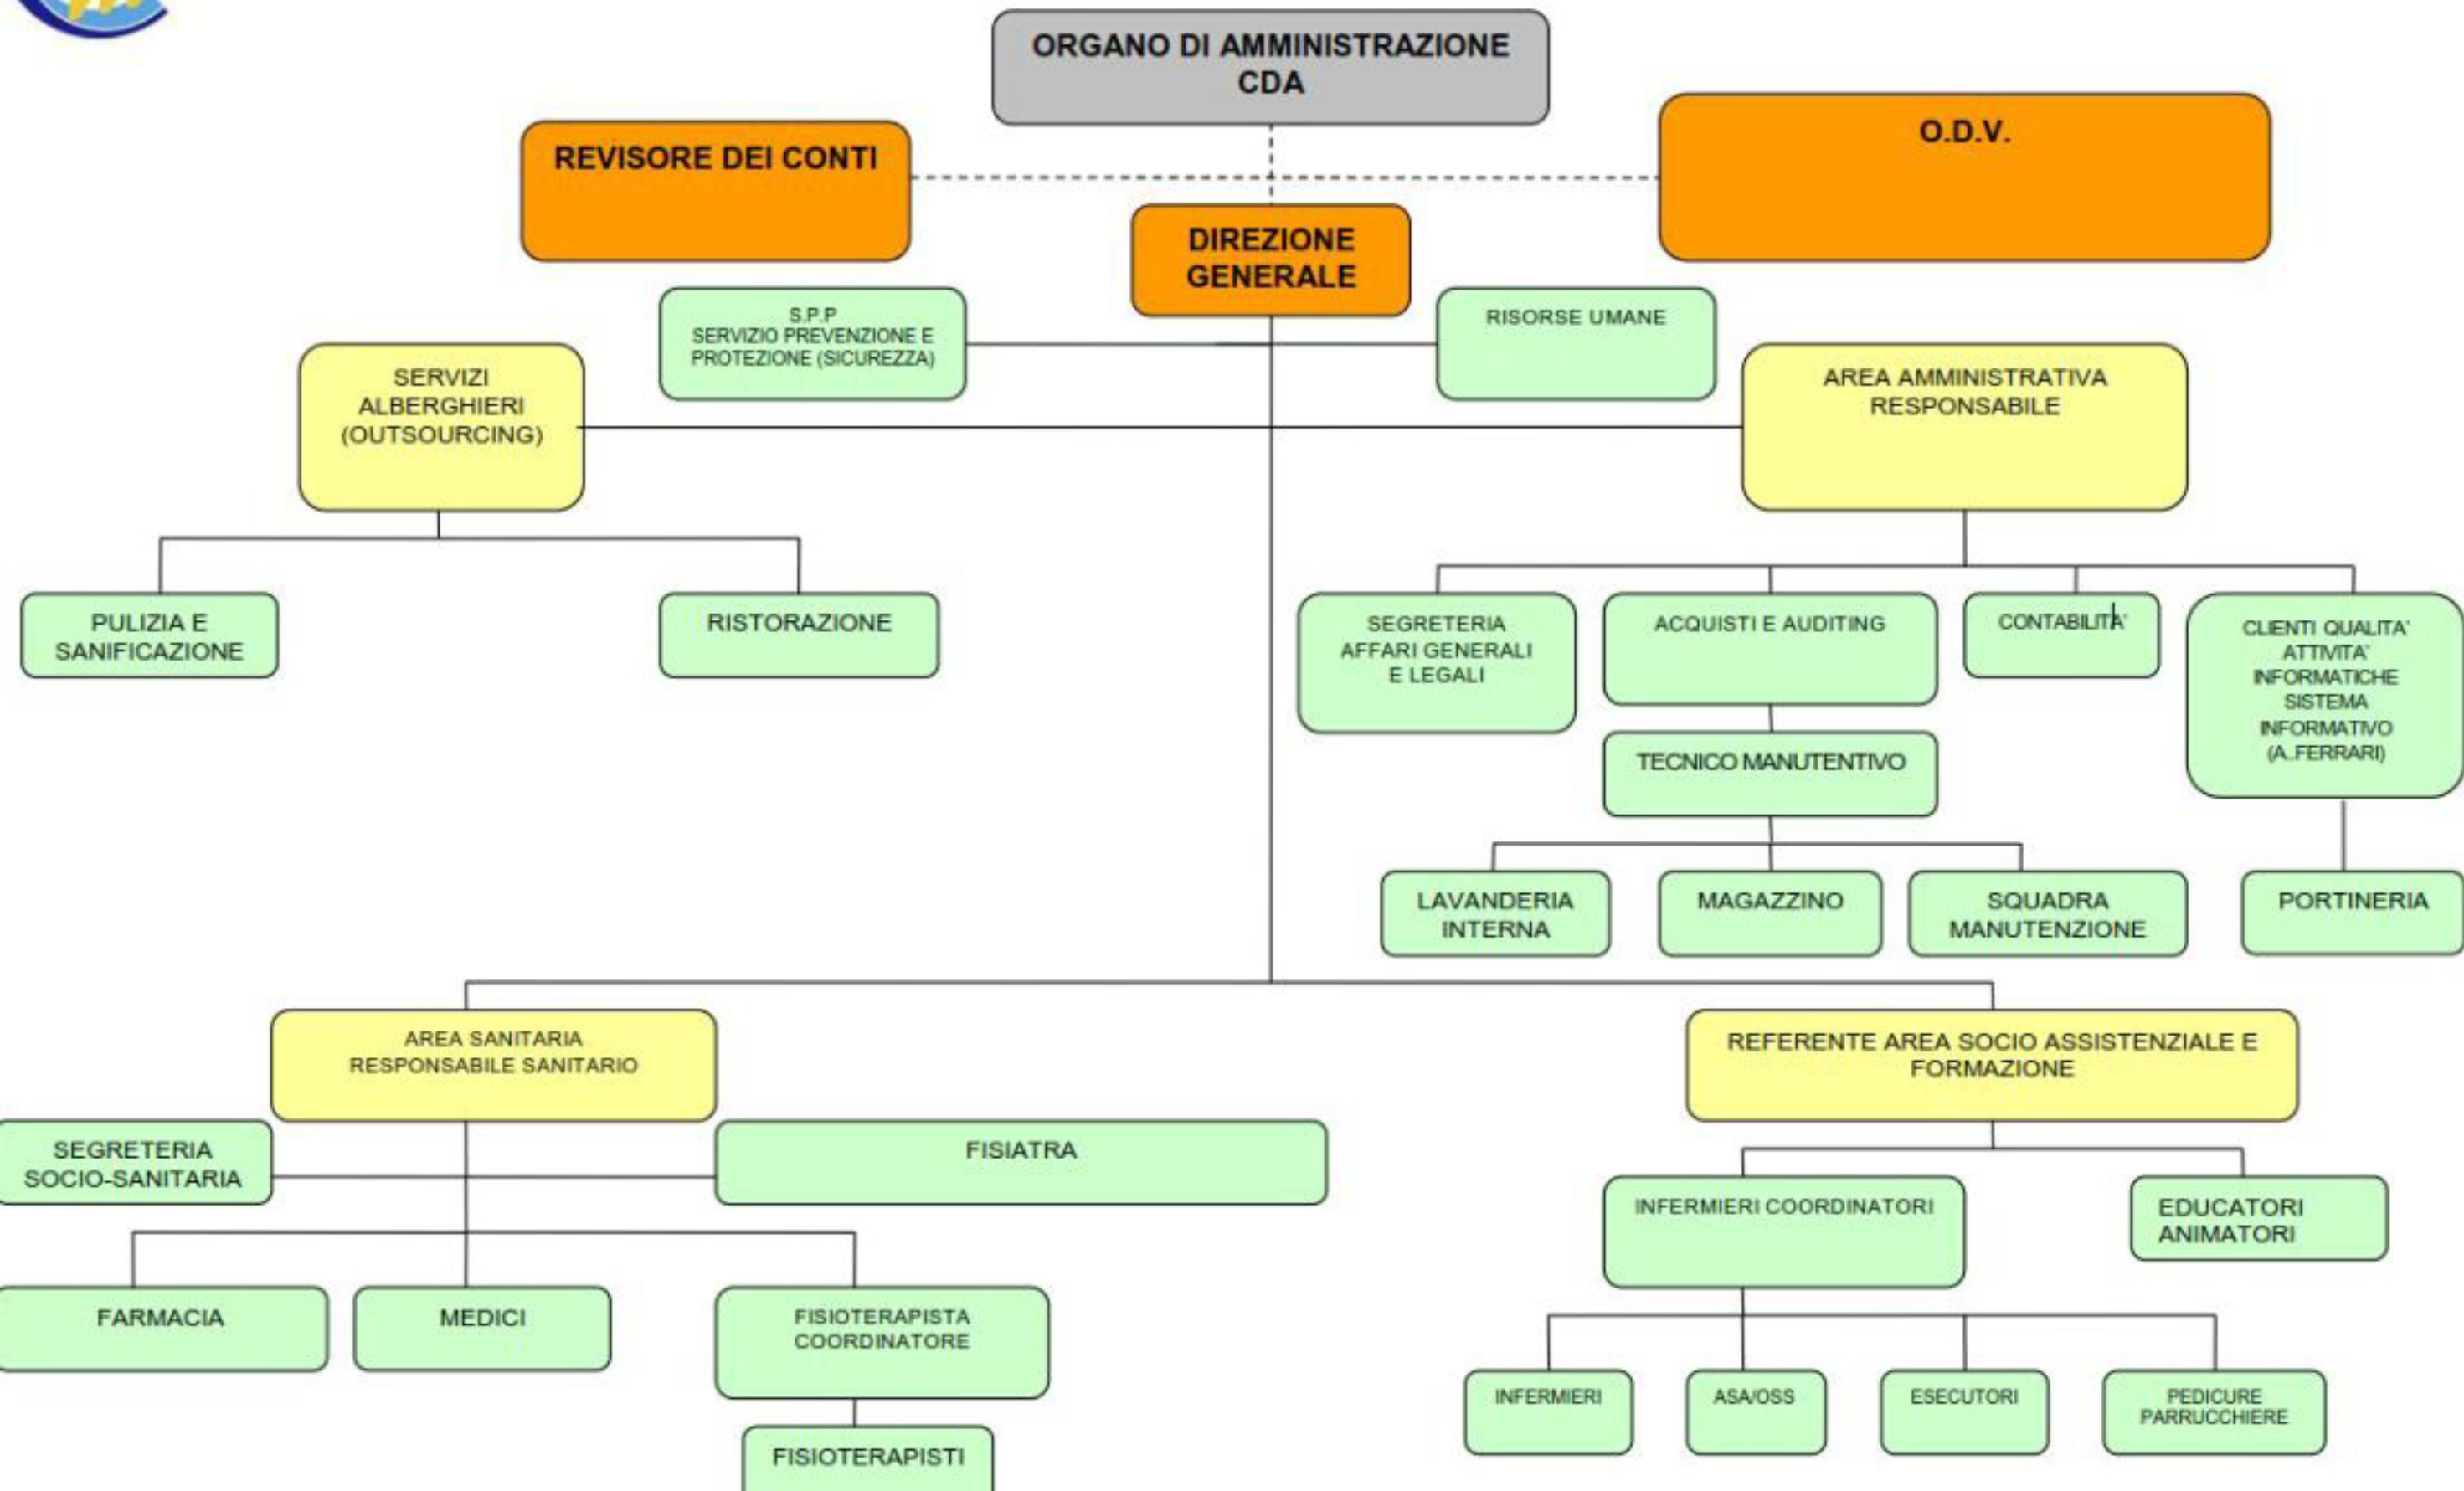 ORGANO DI AMMINISTRAZIONE
CDA
REVISORE DEI CONTI
O.D.V.
DIREZIONE
GENERALE
S.P.P
SERVIZIO PREVENZIONE E
PROTEZIONE (SICUREZZA)
RISORSE UMANE
SERVIZI
ALBERGHIERI
(OUTSOURCING)
AREA AMMINISTRATIVA
RESPONSABILE
PULIZIA E
SANIFICAZIONE
RISTORAZIONE
SEGRETERIA
AFFARI GENERALI
E LEGALI
ACQUISTI E AUDITING
CONTABILITA'
CLIENTI QUALITA'
ATTIVITA'
INFORMATICHE
SISTEMA
INFORMATIVO
(A..FERRARI)
TECNICO MANUTENTIVO
LAVANDERIA
INTERNA
MAGAZZINO
SQUADRA
MANUTENZIONE
PORTINERIA
AREA SANITARIA
RESPONSABILE SANITARIO
REFERENTE AREA SOCIO ASSISTENZIALE E
FORMAZIONE
SEGRETERIA
SOCIO-SANITARIA
FISIATRA
INFERMIERI COORDINATORI
EDUCATORI
ANIMATORI
FARMACIA
MEDICI
FISIOTERAPISTA
COORDINATORE
INFERMIERI
ASA/OSS
ESECUTORI
PEDICURE
PARRUCCHIERE
FISIOTERAPISTI